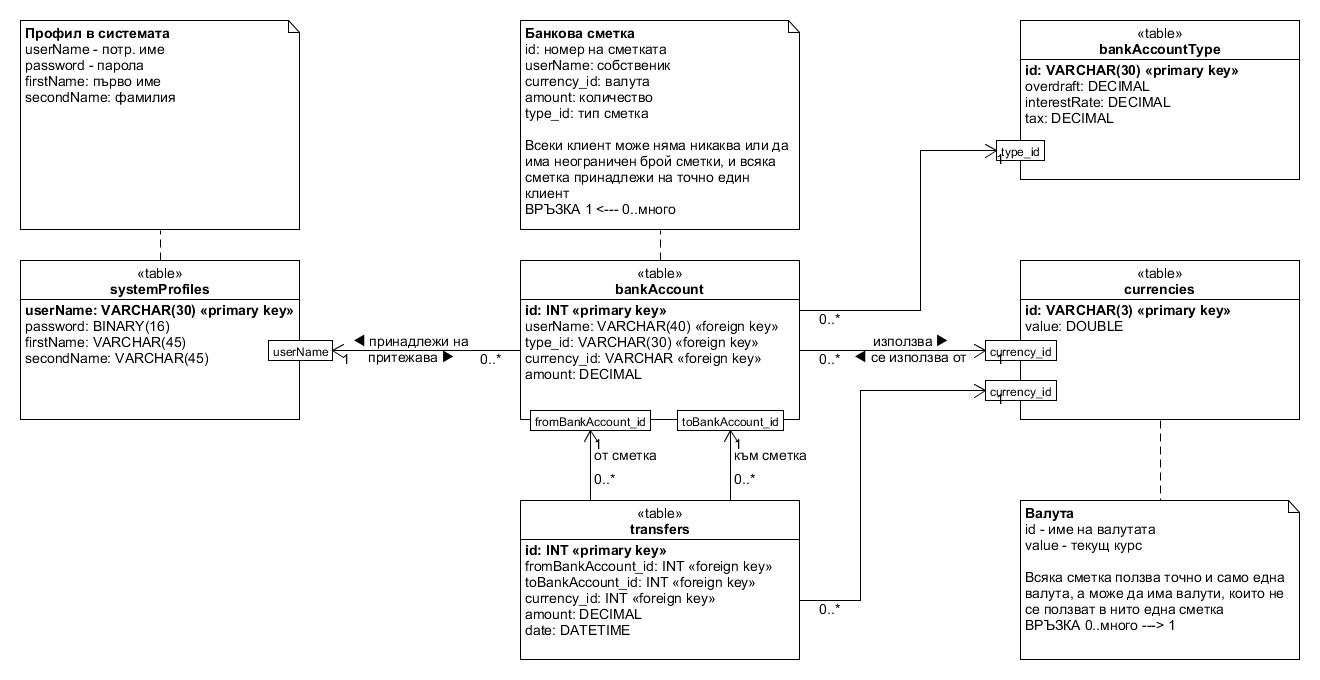 Профил в системата
userName - потр. име
password - парола
firstName: първо име
secondName: фамилия
Банкова сметка
id: номер на сметката
userName: собственик
currency_id: валута
amount: количество
type_id: тип сметка
Всеки клиент може няма никаква или да
има неограничен брой сметки, и всяка
сметка принадлежи на точно един
клиент
ВРЪЗКА 1 <--- 0..много
«table»
bankAccountType
id: VARCHAR(30) «primary key»
overdraft: DECIMAL
interestRate: DECIMAL
tax: DECIMAL
type_id
1
«table»
systemProfiles
userName: VARCHAR(30) «primary key»
password: BINARY(16)
firstName: VARCHAR(45)
secondName: VARCHAR(45)
userName
1
◀ принадлежи на
притежава ▶
0..*
«table»
bankAccount
id: INT «primary key»
userName: VARCHAR(40) «foreign key»
type_id: VARCHAR(30) «foreign key»
currency_id: VARCHAR «foreign key»
amount: DECIMAL
0..*
използва ▶
0..*
◀ се използва от
«table»
currencies
id: VARCHAR(3) «primary key»
value: DOUBLE
currency_id
1
currency_id
1
fromBankAccount_id
toBankAccount_id
1
1
от сметка
към сметка
0..*
0..*
«table»
transfers
id: INT «primary key»
fromBankAccount_id: INT «foreign key»
toBankAccount_id: INT «foreign key»
currency_id: INT «foreign key»
amount: DECIMAL
date: DATETIME
0..*
Валута
id - име на валутата
value - текущ курс
Всяка сметка ползва точно и само една
валута, а може да има валути, които не
се ползват в нито една сметка
ВРЪЗКА 0..много ---> 1